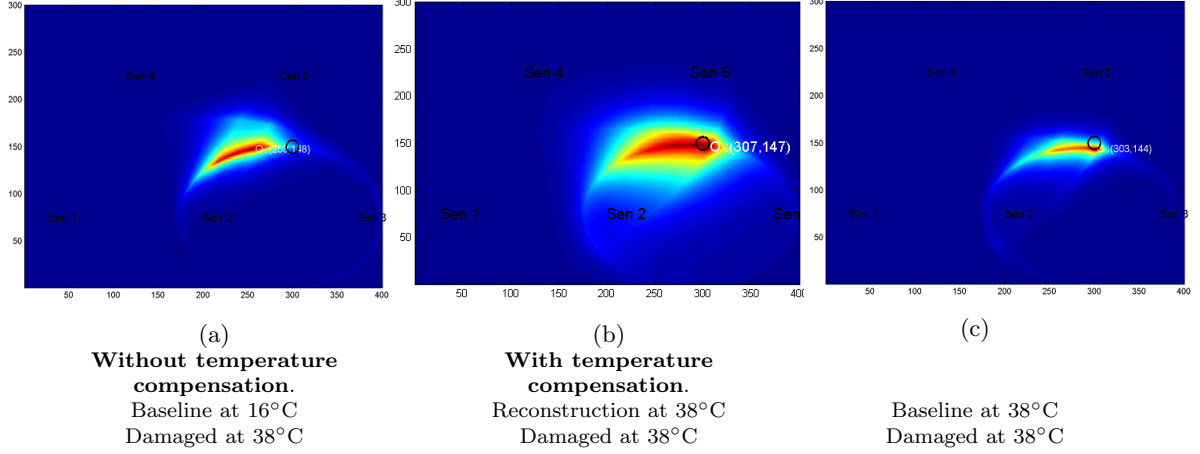 300
250
200
150
100
50
Sen 4
Sen 5
Sen 1
Sen 2
Sen 3
50 100 150 200 250 300 350 400
300
250
200
150
100
50
Sen 4
Sen 1
Sen 2
Sen
:(307,147)
50 100 150 200 250 300 350
300
250
200
150
100
50
Sen 4
Sen 5
:(303,144)
Sen 1
Sen 2
Sen 3
50 100 150 200 250 300 350 400
(a)
Without temperature
compensation.
Baseline at 16°C
Damaged at 38°C
(b)
With temperature
compensation.
Reconstruction at 38°C
Damaged at 38°C
(c)
Baseline at 38°C
Damaged at 38°C